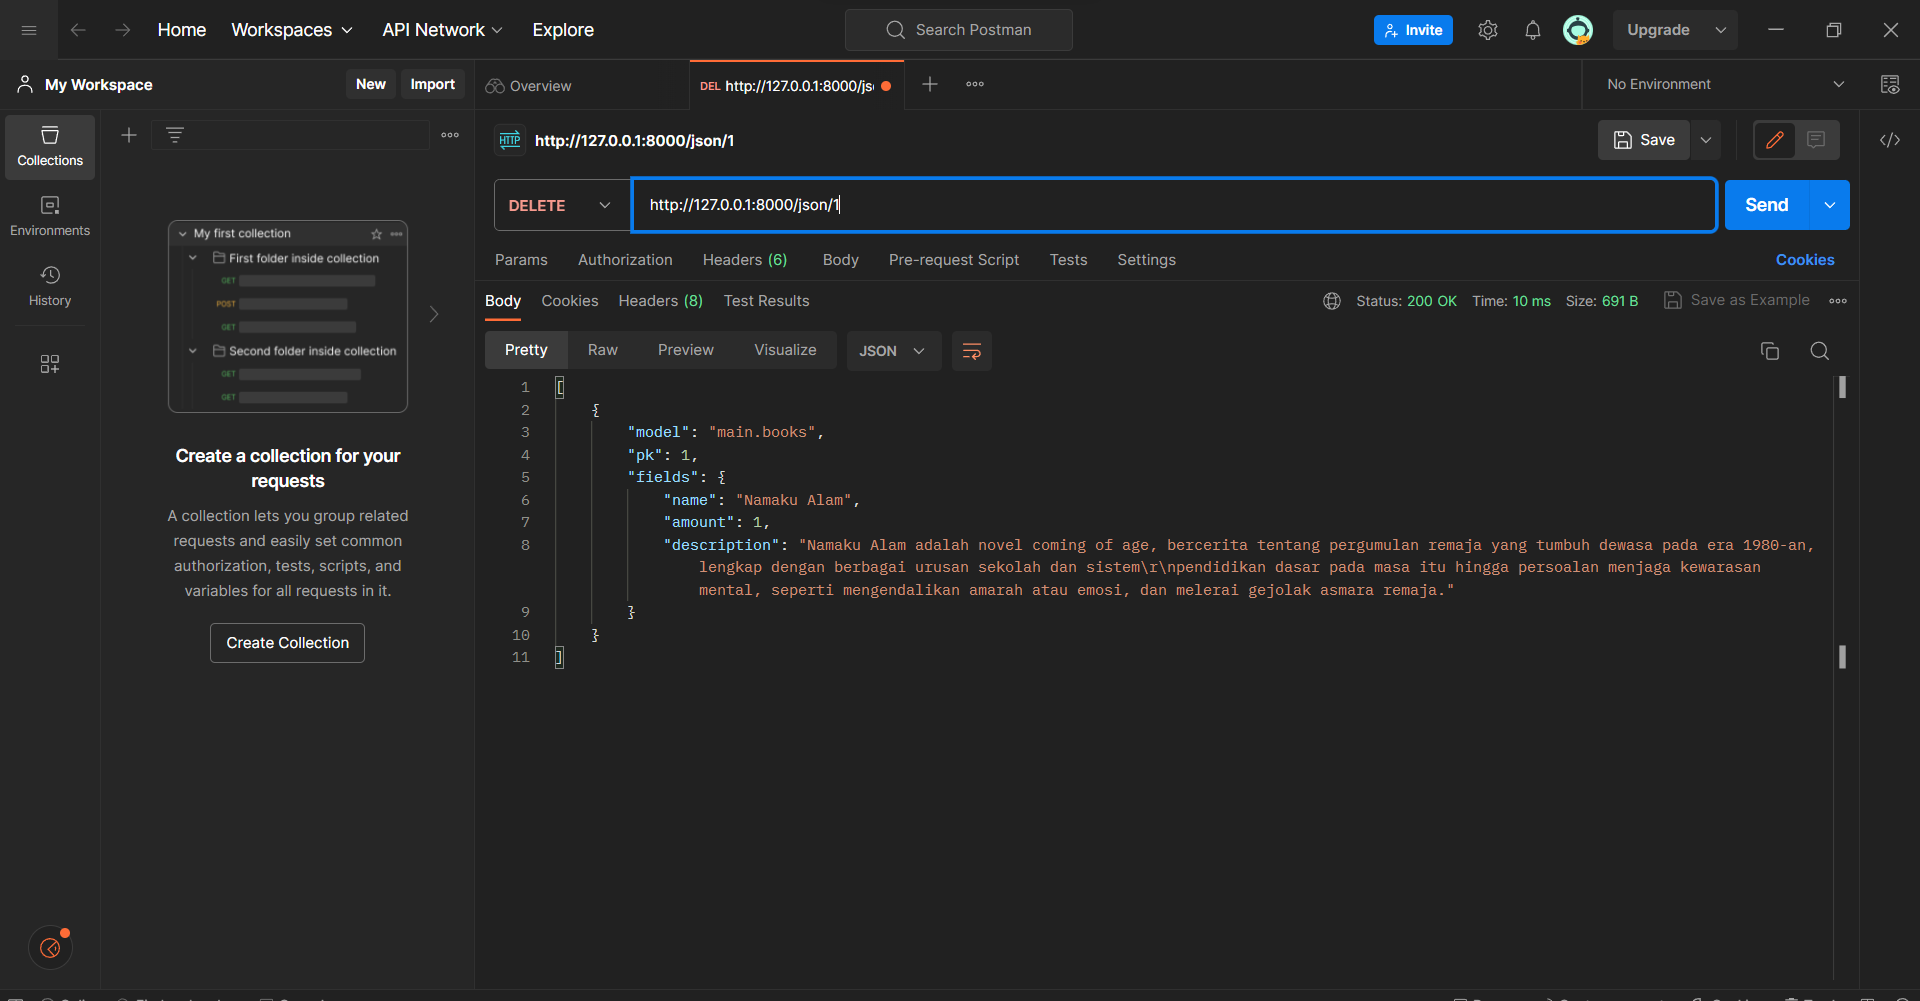 Home Workspaces API Network Explore
Search Postman
Invite
Upgrade
My Workspace
New Import
Overview
DEL http://127.0.0.1:8000/js
No Environment
HTTP http://127.0.0.1:8000/json/1
Save
DELETE
http://127.0.0.1:8000/json/1
Send
Params Authorization Headers (6) Body Pre-request Script Tests Settings
Cookies
Body Cookies Headers (8) Test Results
Status: 200 OK Time: 10 ms Size: 691 B
Save as Example
Pretty Raw Preview Visualize
JSON
1 [
2 {
3 "model": "main.books",
4 "pk": 1,
5 "fields": {
6 "name": "Namaku Alam",
7 "amount": 1,
8 "description": "Namaku Alam adalah novel coming of age, bercerita tentang pergumulan remaja yang tumbuh dewasa pada era 1980-an,
lengkap dengan berbagai urusan sekolah dan sistem\r\npendidikan dasar pada masa itu hingga persoalan menjaga kewarasan
mental, seperti mengendalikan amarah atau emosi, dan melerai gejolak asmara remaja."
9 }
10 }
11 ]
Collections
Environments
History
My first collection
First folder inside collection
GET
POST
GET
Second folder inside collection
GET
GET
Create a collection for your
requests
A collection lets you group related
requests and easily set common
authorization, tests, scripts, and
variables for all requests in it.
Create Collection